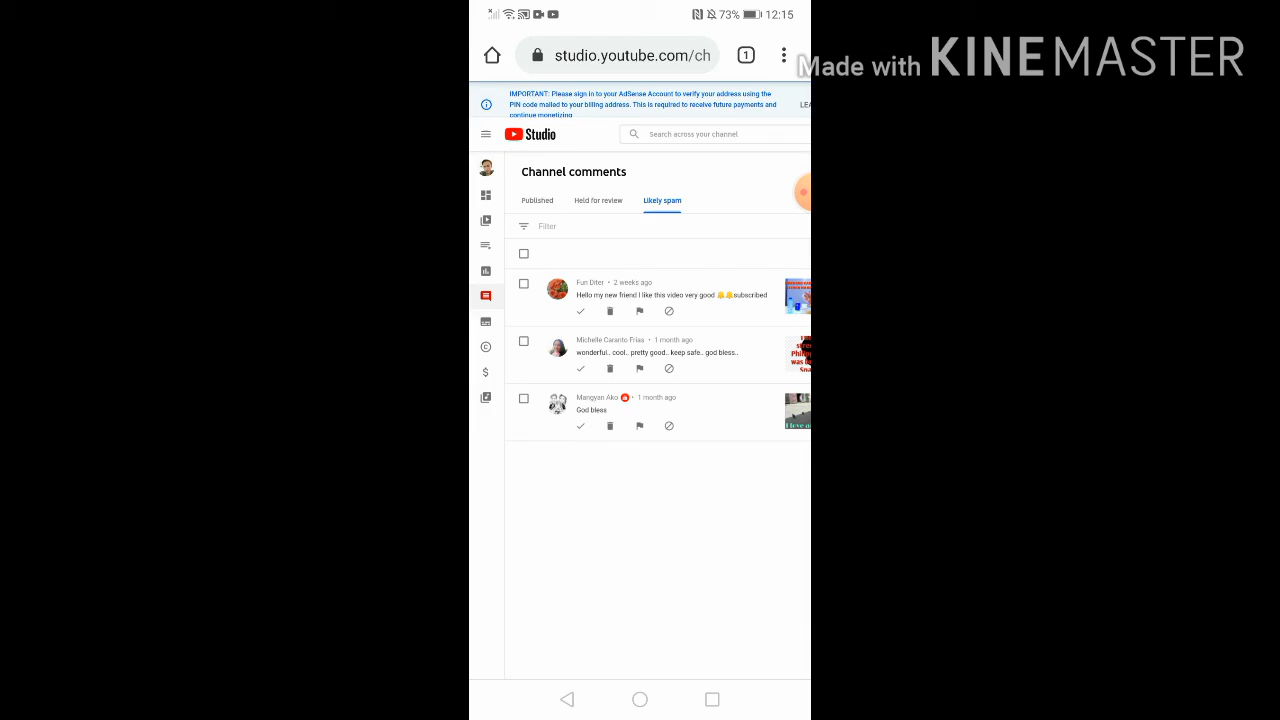 73% 12:15
studio.youtube.com/ch
1
Made with KINEMASTER
IMPORTANT: Please sign in to your AdSense Account to verify your address using the
PIN code mailed to your billing address. This is required to receive future payments and
continue monetizing
LEA
Studio
Search across your channel
Channel comments
Published Held for review Likely spam
Filter
Fun Diter • 2 weeks ago
Hello my new friend I like this video very good 🔔🔔subscribed
Michelle Caranto Frias • 1 month ago
wonderful.. cool.. pretty good.. keep safe.. god bless..
Mangyan Ako • 1 month ago
God bless